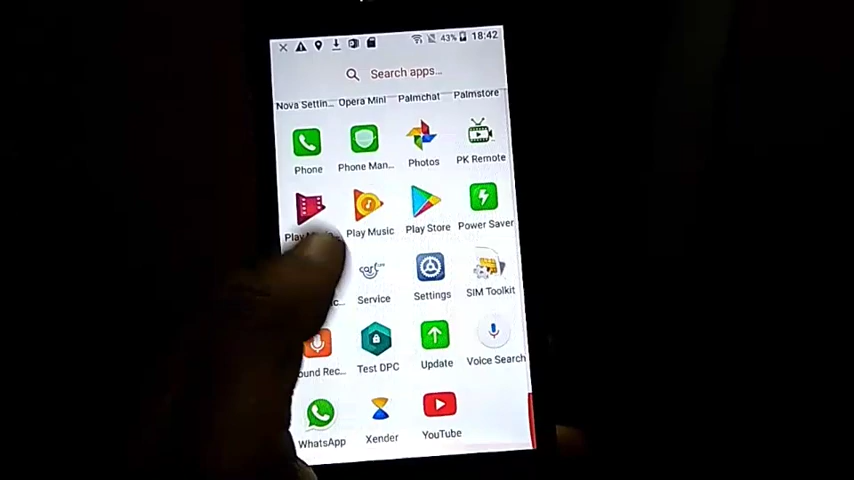 43% 18:42
Search apps...
Nova Settin... Opera Mini Palmchat Palmstore
Phone Phone Man... Photos PK Remote
Play Music Play Store Power Saver
Service Settings SIM Toolkit
ound Rec... Test DPC Update Voice Search
WhatsApp Xender YouTube